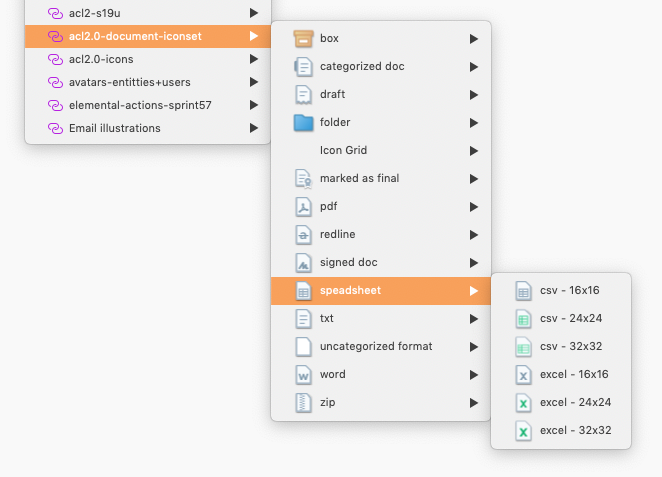 acl2-s19u
acl2.0-document-iconset
acl2.0-icons
avatars-entitties+users
elemental-actions-sprint57
Email illustrations
box
categorized doc
draft
folder
Icon Grid
marked as final
pdf
redline
signed doc
speadsheet
txt
uncategorized format
word
zip
csv - 16x16
csv - 24x24
csv - 32x32
excel - 16x16
excel - 24x24
excel - 32x32